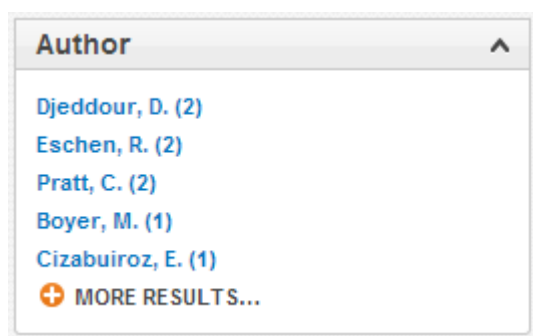 Author
Djeddour, D. (2)
Eschen, R. (2)
Pratt, C. (2)
Boyer, M. (1)
Cizabuiroz, E. (1)
MORE RESULTS...